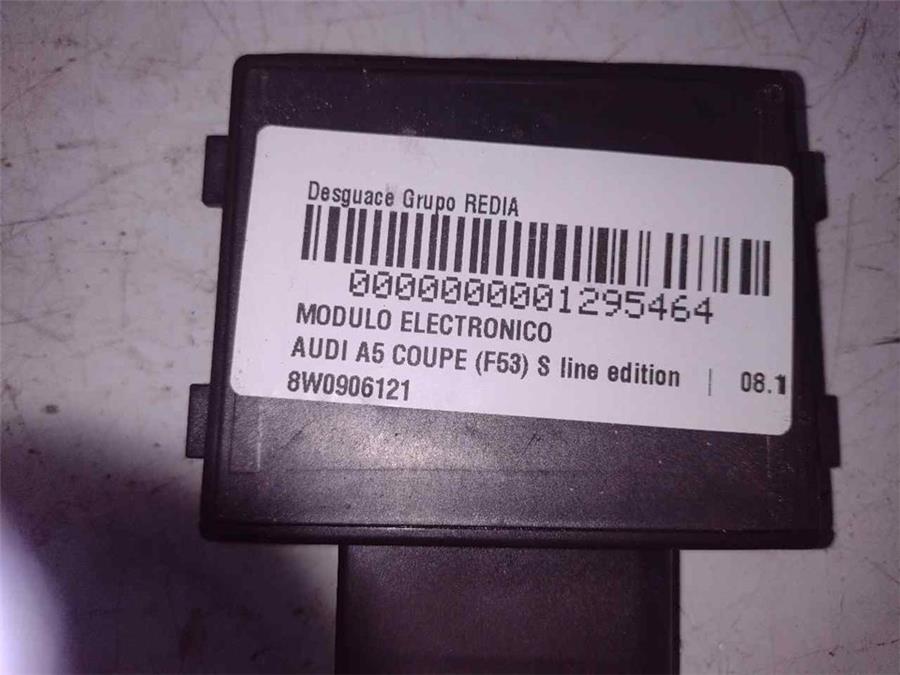 Desguace Grupo REDIA
0000000001295464
MODULO ELECTRONICO
AUDI A5 COUPE (F53) S line edition | 08.1
8W0906121